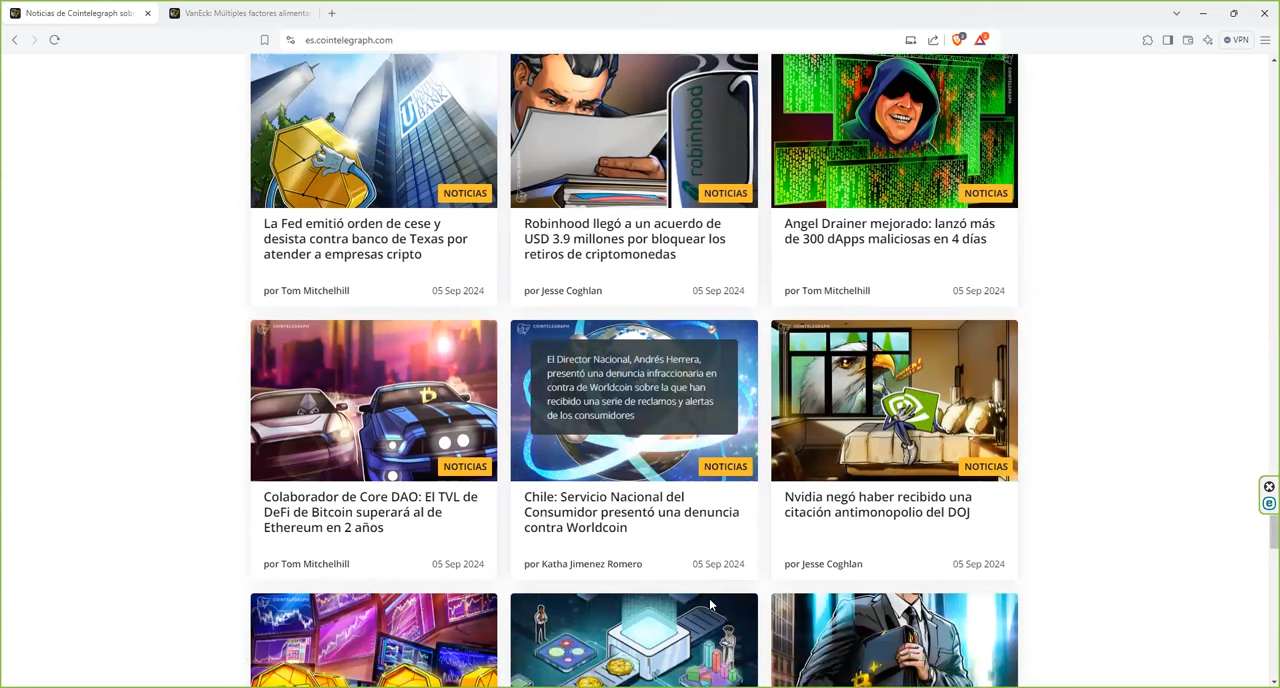 Noticias de Cointelegraph sob
VanEck: Múltiples factores alimenta
es.cointelegraph.com
VPN
BANK
robinhood
NOTICIAS
NOTICIAS
NOTICIAS
La Fed emitió orden de cese y
desista contra banco de Texas por
atender a empresas cripto
por Tom Mitchelhill
05 Sep 2024
Robinhood llegó a un acuerdo de
USD 3.9 millones por bloquear los
retiros de criptomonedas
por Jesse Coghlan
05 Sep 2024
Angel Drainer mejorado: lanzó más
de 300 dApps maliciosas en 4 días
por Tom Mitchelhill
05 Sep 2024
COINTELEGRAPH
NOTICIAS
Colaborador de Core DAO: El TVL de
DeFi de Bitcoin superará al de
Ethereum en 2 años
por Tom Mitchelhill
05 Sep 2024
COINTELEGRAPH
El Director Nacional, Andrés Herrera,
presentó una denuncia infraccionaria en
contra de Worldcoin sobre la que han
recibido una serie de reclamos y alertas
de los consumidores
NOTICIAS
Chile: Servicio Nacional del
Consumidor presentó una denuncia
contra Worldcoin
por Katha Jimenez Romero
05 Sep 2024
COINTELEGRAPH
NOTICIAS
Nvidia negó haber recibido una
citación antimonopolio del DOJ
por Jesse Coghlan
05 Sep 2024
COINTELEGRAPH